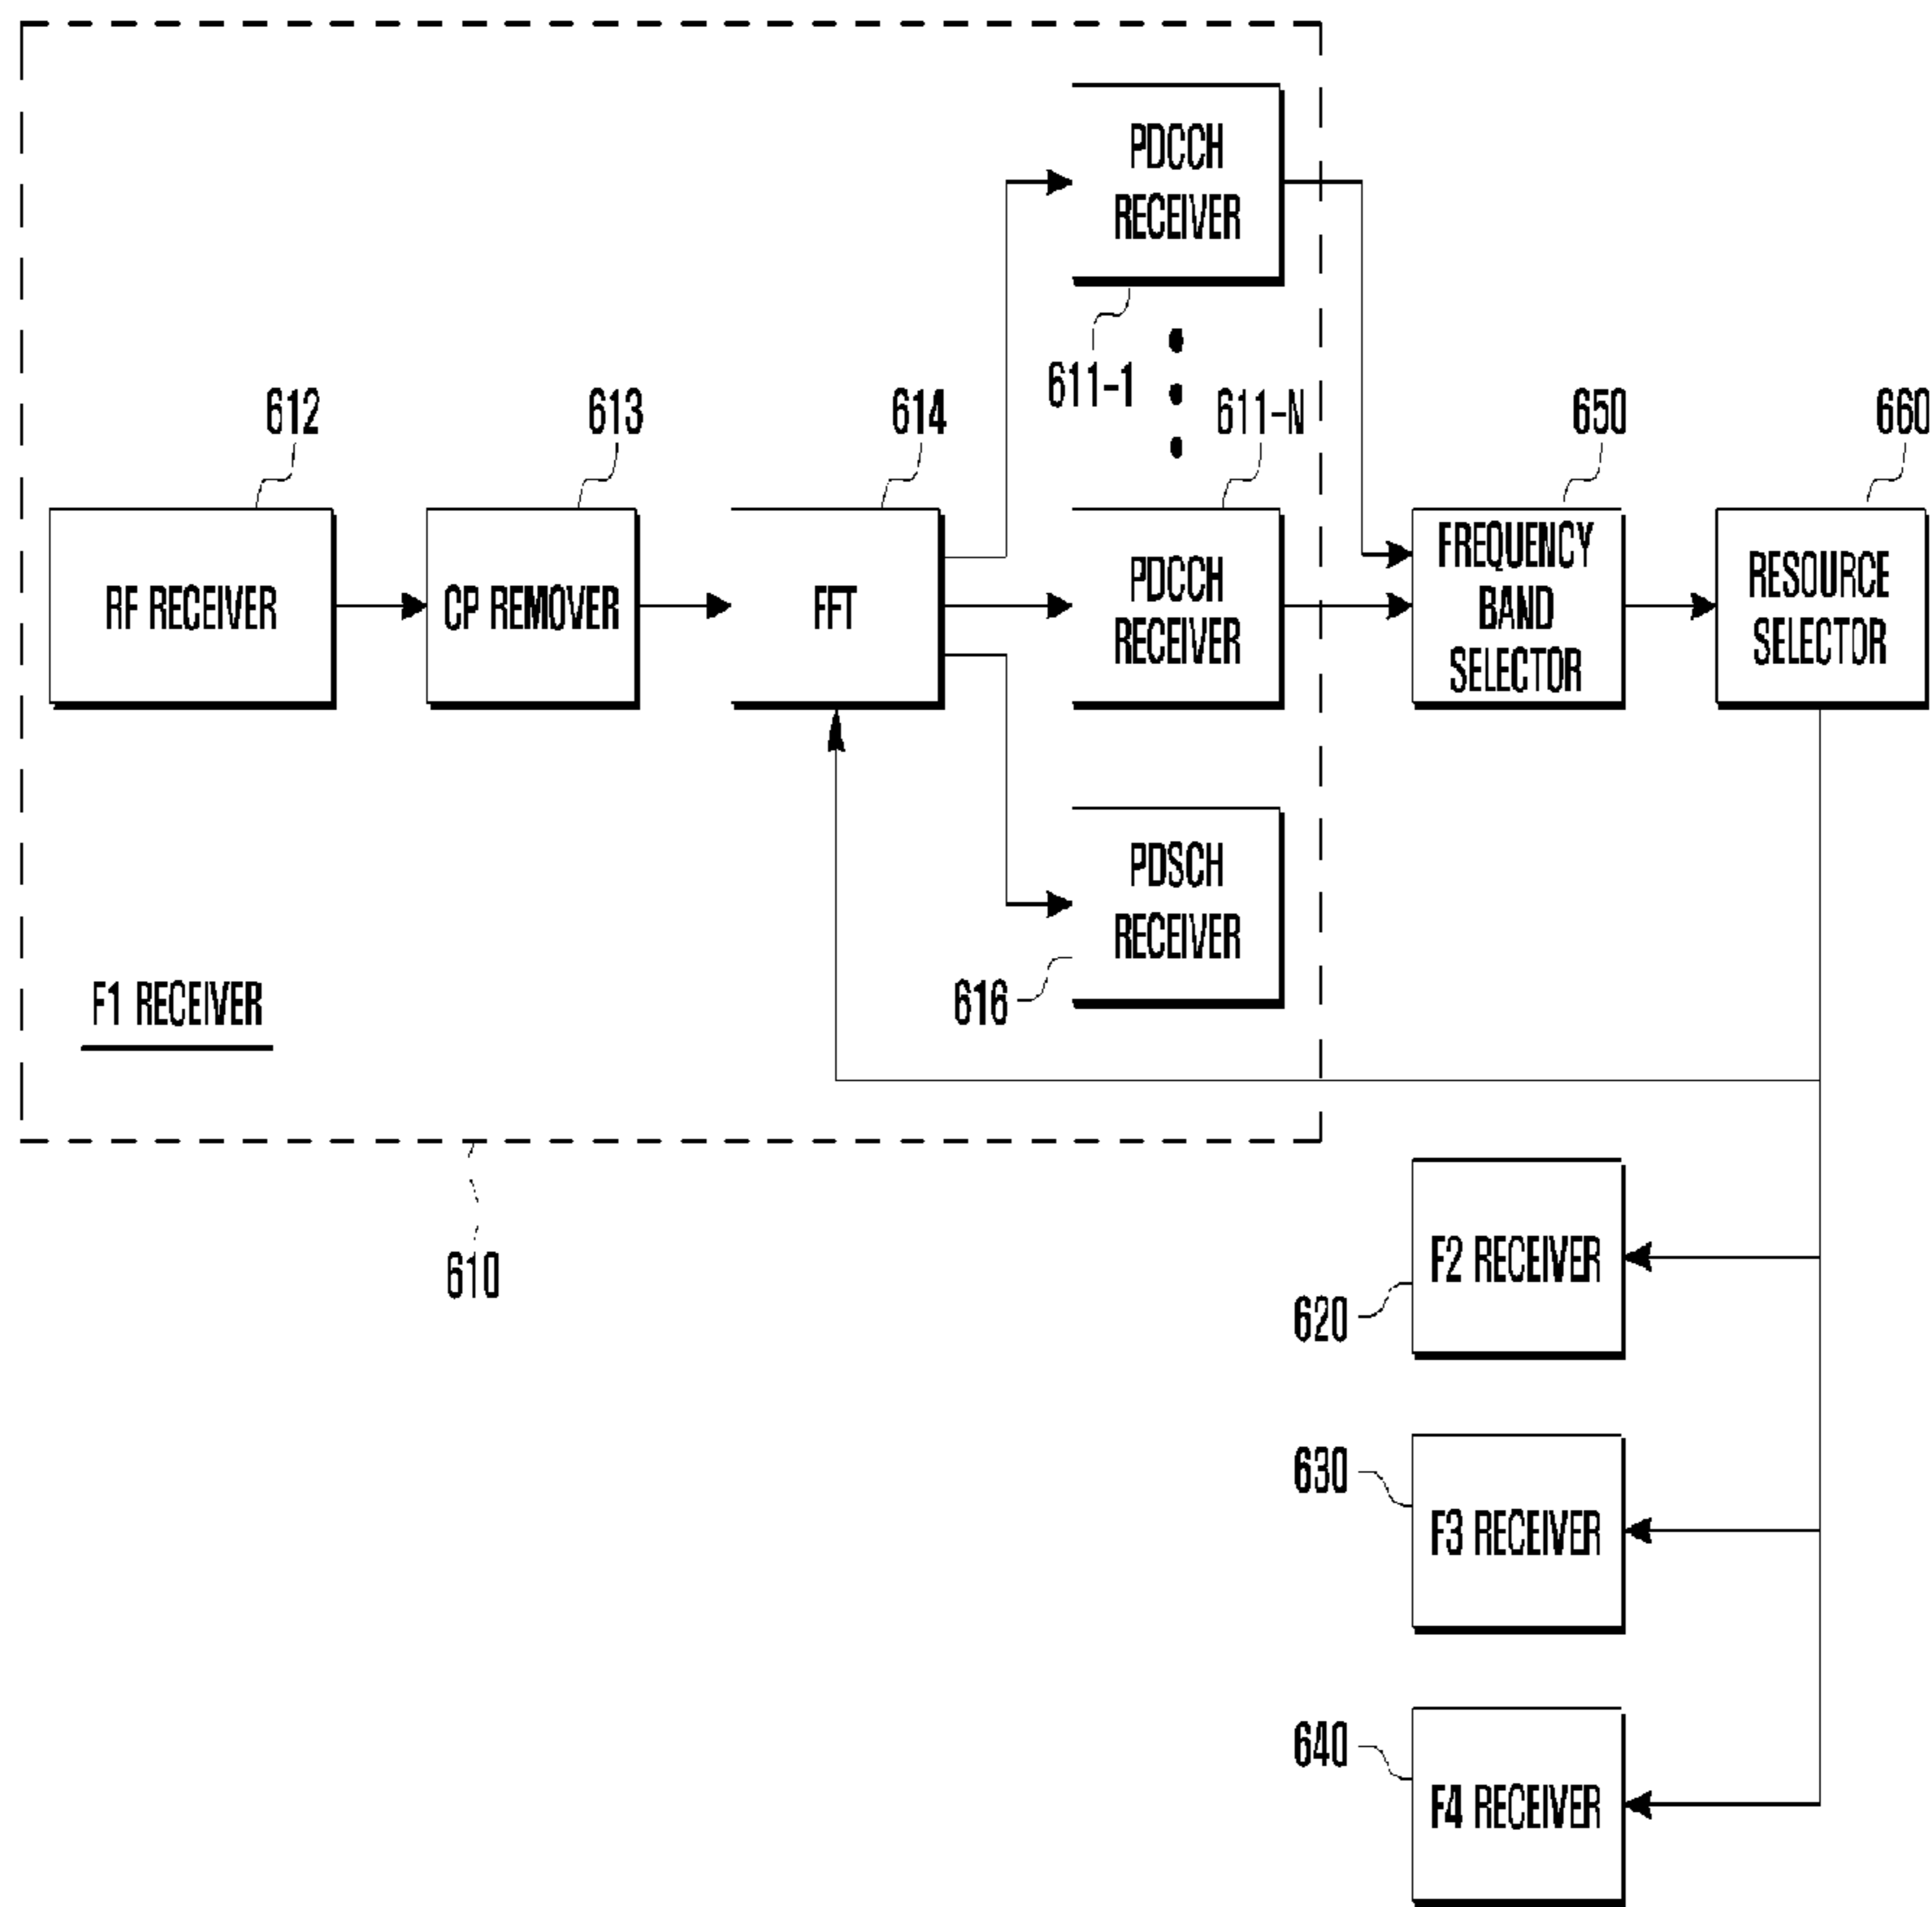 PDCCH
RECEIVER
611-1
612
613
614
611-N
650
660
RF RECEIVER
CP REMOVER
FFT
PDCCH
RECEIVER
FREQUENCY
BAND
SELECTOR
RESOURCE
SELECTOR
PDSCH
RECEIVER
616
F1 RECEIVER
610
F2 RECEIVER
620
630
F3 RECEIVER
640
F4 RECEIVER